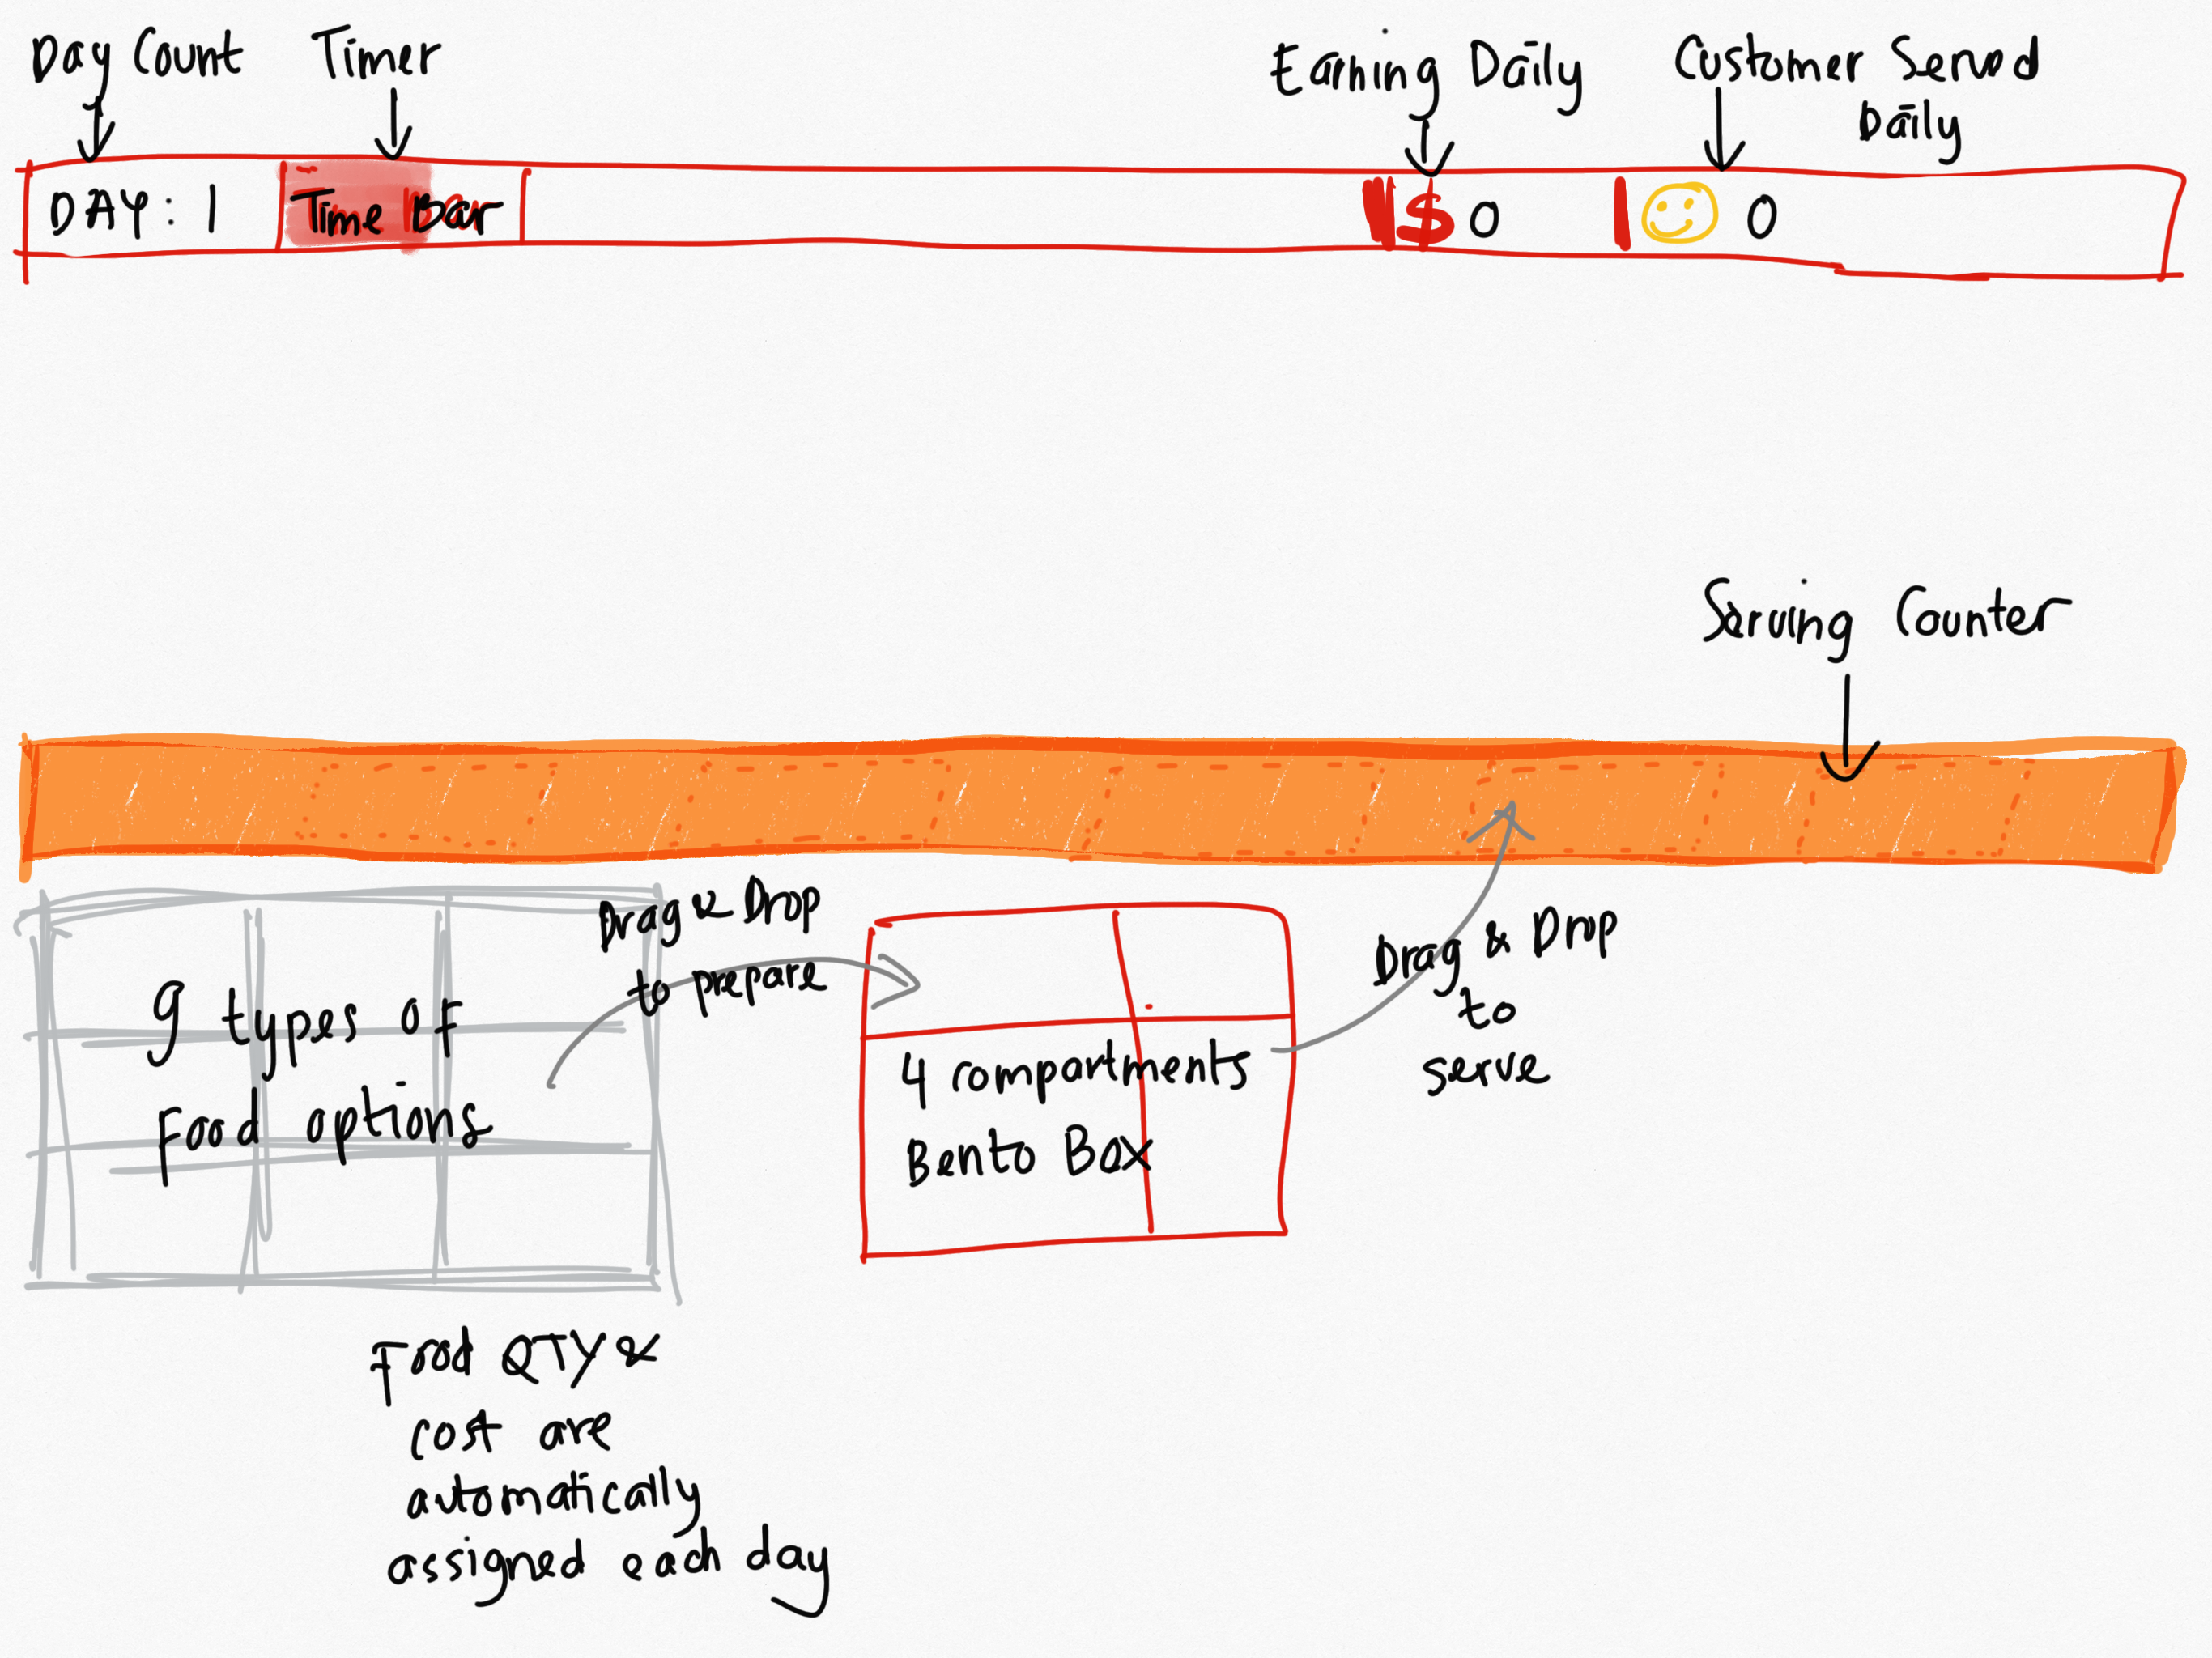 Day Count
Timer
Earning Daily
Customer Served
Daily
DAY: 1
Time Bar
$ 0
0
Serving Counter
Drag & Drop
to prepare
9 types of
Food options
Drag & Drop
to
serve
4 compartments
Bento Box
Food QTY &
cost are
automatically
assigned each day